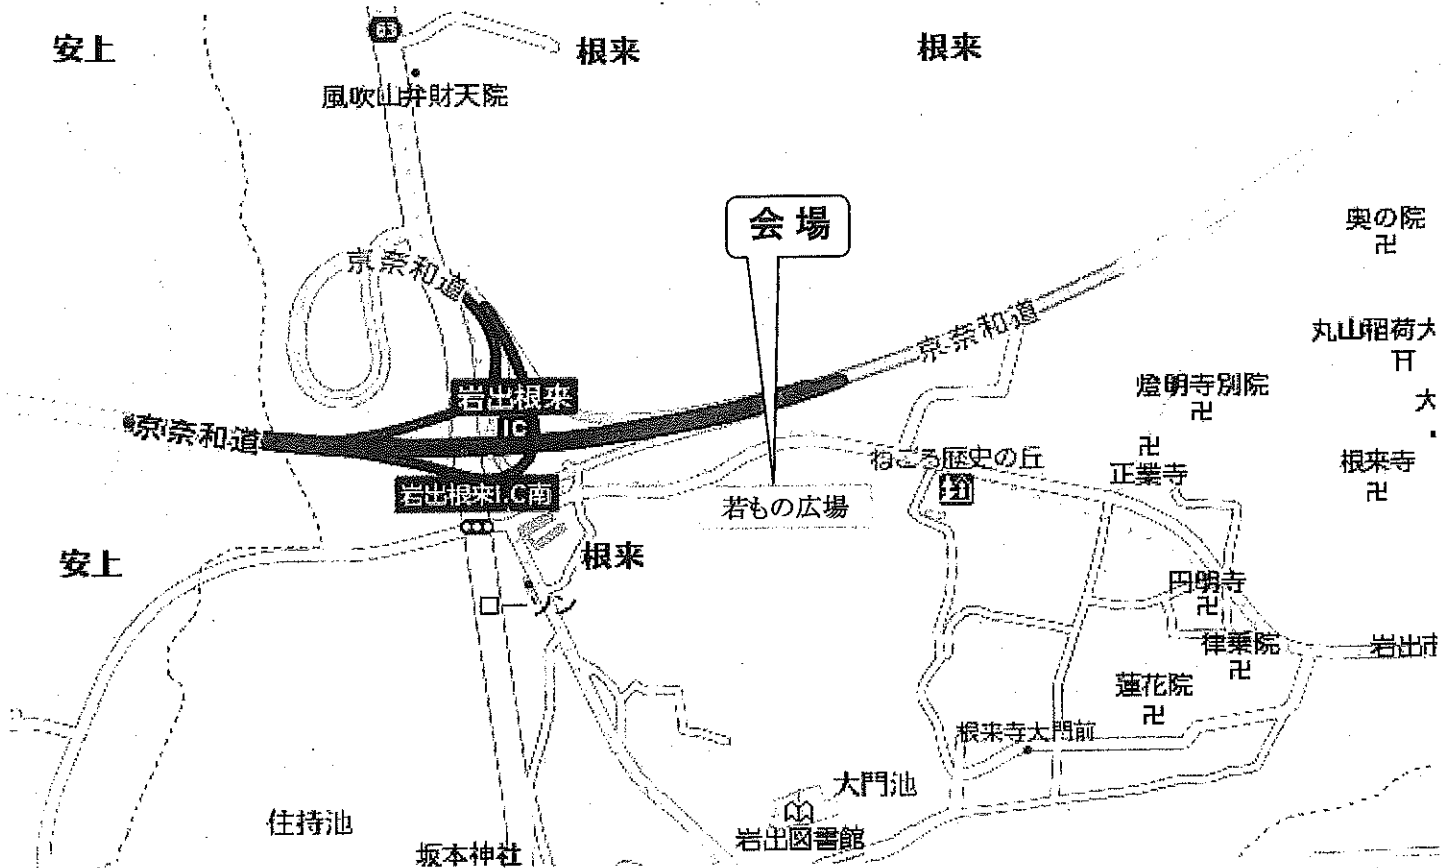 63
安上
根来
根来
風吹山弁財天院
会場
奥の院
京奈和道
京奈和道
丸山稲荷大
燈明寺別院
岩出根来
IC
大
京奈和道
ねごろ歴史の丘
正業寺
根来寺
岩出根来I.C南
若もの広場
安上
根来
円明寺
ローソン
律乗院
岩出市
蓮花院
根来寺大門前
大門池
住持池
岩出図書館
坂本神社